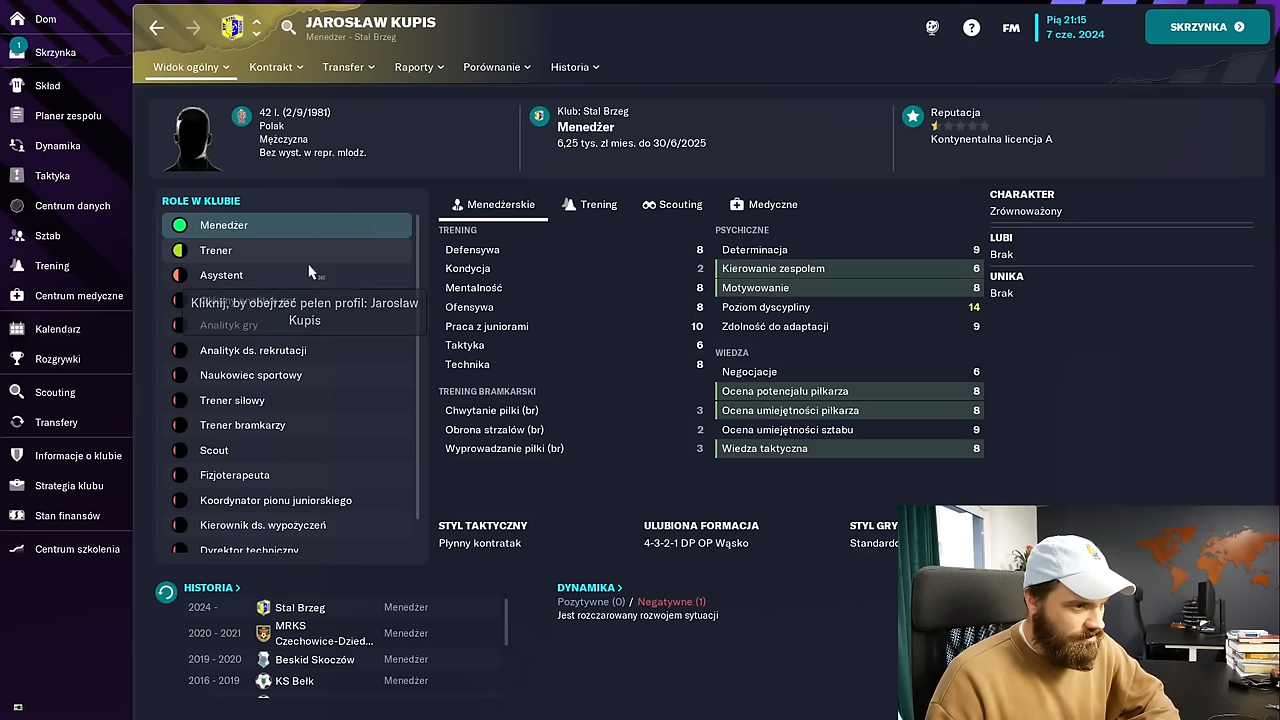 Dom
1
Skrzynka
Skład
Planer zespołu
Dynamika
Taktyka
Centrum danych
Sztab
Trening
Centrum medyczne
Kalendarz
Rozgrywki
Scouting
Transfery
Informacje o klubie
Strategia klubu
Stan finansów
Centrum szkolenia
JAROSŁAW KUPIS
Menedżer - Stal Brzeg
?
FM
Pią 21:15
7 cze. 2024
SKRZYNKA
Widok ogólny
Kontrakt
Transfer
Raporty
Porównanie
Historia
42 l. (2/9/1981)
Polak
Mężczyzna
Bez wyst. w repr. młodz.
Klub: Stal Brzeg
Menedżer
6,25 tys. zł mies. do 30/6/2025
Reputacja
Kontynentalna licencja A
ROLE W KLUBIE
Menedżer
Trener
Asystent
Kliknij, by obejrzeć pełen profil: Jarosław
Kupis
Analityk gry
Analityk ds. rekrutacji
Naukowiec sportowy
Trener siłowy
Trener bramkarzy
Scout
Fizjoterapeuta
Koordynator pionu juniorskiego
Kierownik ds. wypożyczeń
Dyrektor techniczny
Menedżerskie
Trening
Scouting
Medyczne
TRENING
Defensywa 8
Kondycja 2
Mentalność 8
Ofensywa 8
Praca z juniorami 10
Taktyka 6
Technika 8
TRENING BRAMKARSKI
Chwytanie piłki (br) 3
Obrona strzałów (br) 2
Wyprowadzanie piłki (br) 3
PSYCHICZNE
Determinacja 9
Kierowanie zespołem 6
Motywowanie 8
Poziom dyscypliny 14
Zdolność do adaptacji 9
WIEDZA
Negocjacje 6
Ocena potencjału piłkarza 8
Ocena umiejętności piłkarza 8
Ocena umiejętności sztabu 9
Wiedza taktyczna 8
CHARAKTER
Zrównoważony
LUBI
Brak
UNIKA
Brak
STYL TAKTYCZNY
Płynny kontratak
ULUBIONA FORMACJA
4-3-2-1 DP OP Wąsko
STYL GRY
HISTORIA
2024 - Stal Brzeg Menedżer
2020 - 2021 MRKS Czechowice-Dzied... Menedżer
2019 - 2020 Beskid Skoczów Menedżer
2016 - 2019 KS Bełk Menedżer
DYNAMIKA
Pozytywne (0) / Negatywne (1)
Jest rozczarowany rozwojem sytuacji